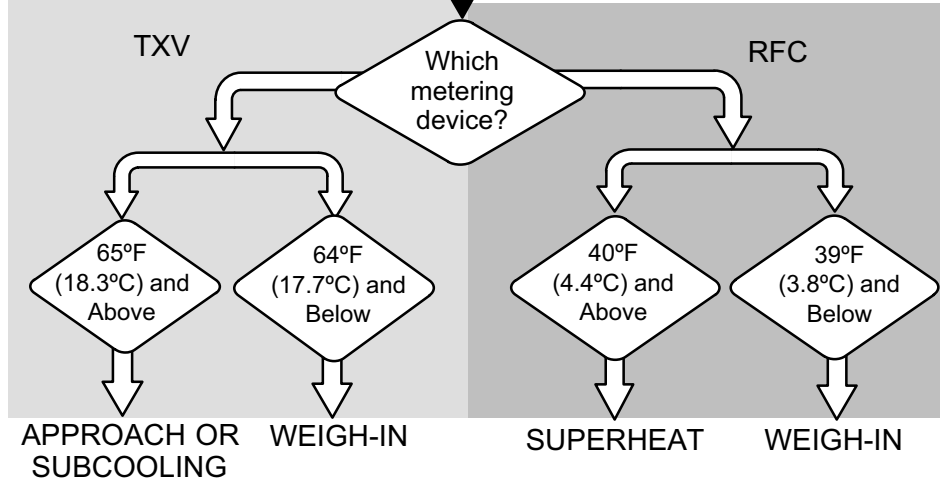 TXV
Which
metering
device?
RFC
65ºF
(18.3ºC) and
Above
64ºF
(17.7ºC) and
Below
40ºF
(4.4ºC) and
Above
39ºF
(3.8ºC) and
Below
APPROACH OR
SUBCOOLING
WEIGH-IN
SUPERHEAT
WEIGH-IN